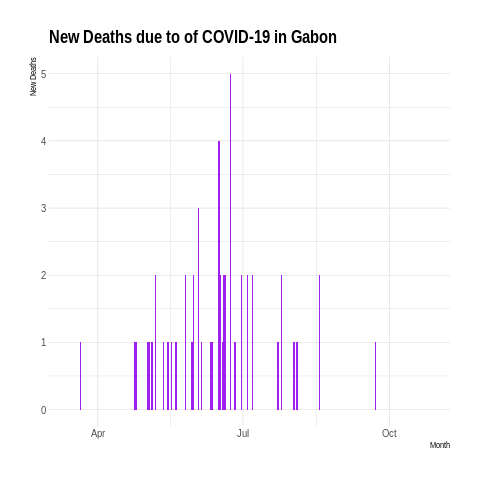 New Deaths due to of COVID-19 in Gabon
New Deaths
5
4
3
2
1
0
Apr
Jul
Oct
Month